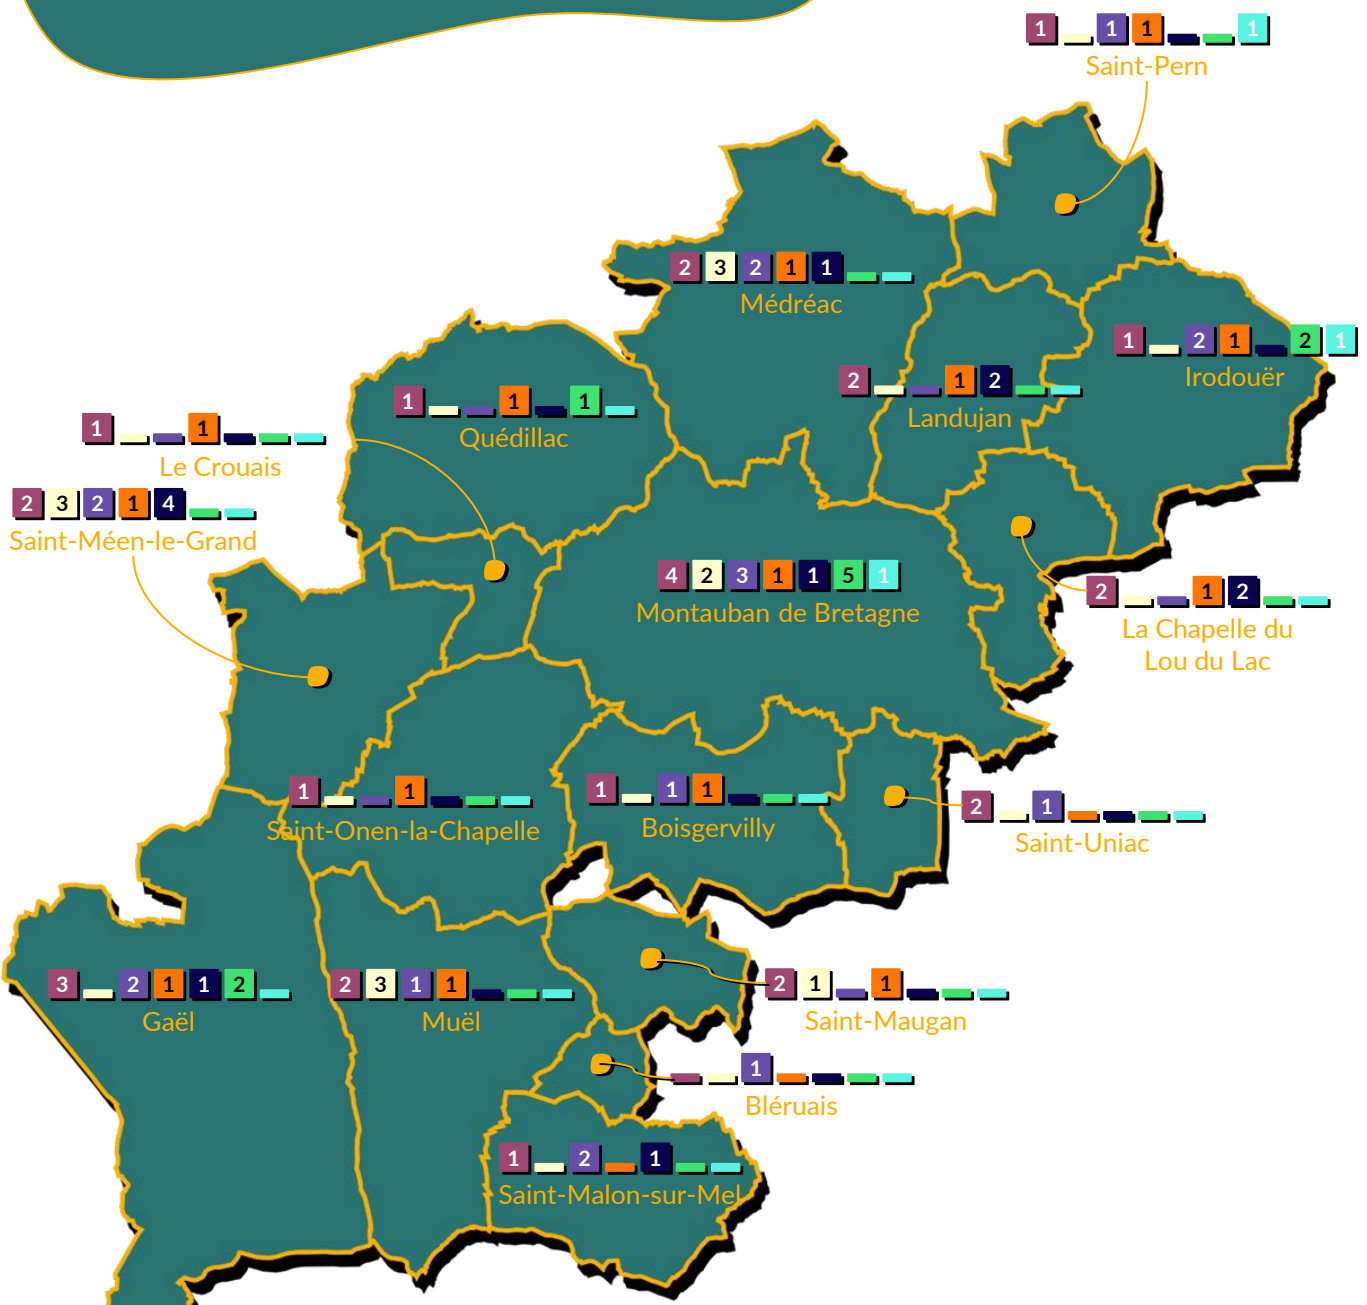 1 1 1 1
Saint-Pern
2 3 2 1 1
Médréac
1 2 1 2 1
Irodouër
2 1 2
Landujan
1 1 1
Quédillac
1 1
Le Crouais
2 3 2 1 4
Saint-Méen-le-Grand
4 2 3 1 1 5 1
Montauban de Bretagne
2 1 2
La Chapelle du
Lou du Lac
1 1
Saint-Onen-la-Chapelle
1 1 1
Boisgervilly
2 1
Saint-Uniac
3 2 1 1 2
Gaël
2 3 1 1
Muël
2 1 1
Saint-Maugan
1
Bléruais
1 2 1
Saint-Malon-sur-Mel